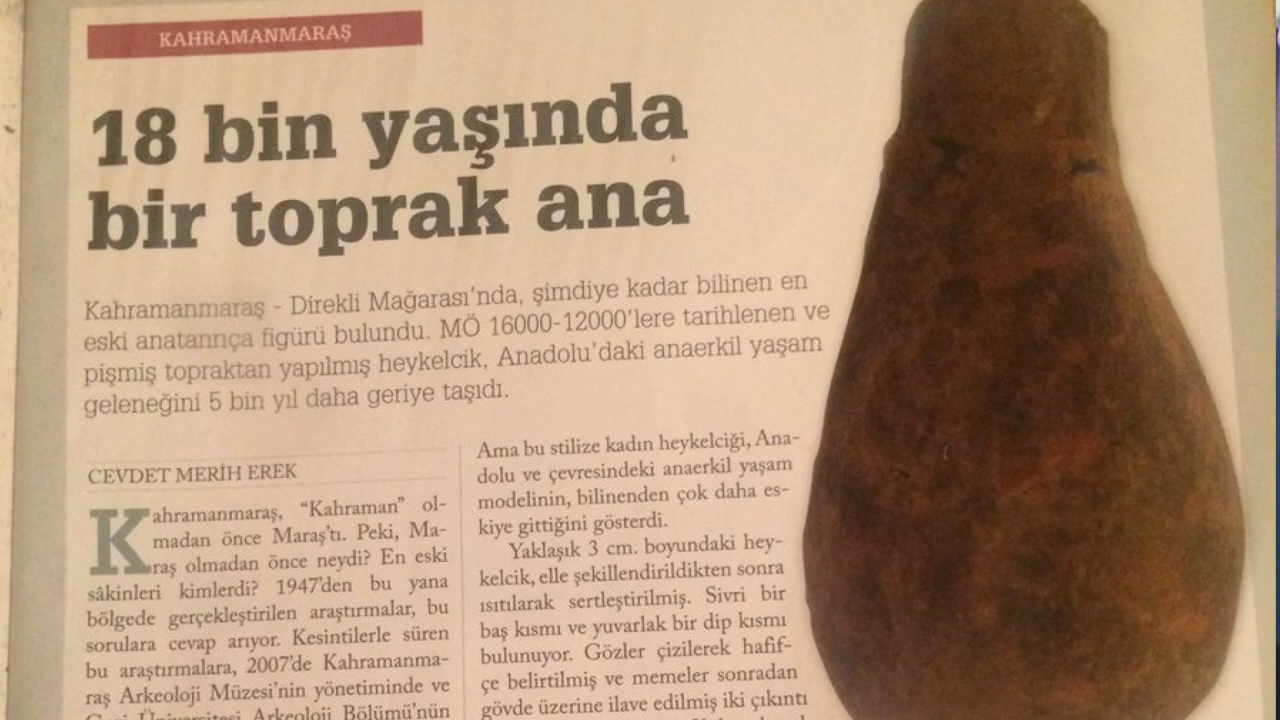 KAHRAMANMARAŞ
18 bin yaşında
bir toprak ana
Kahramanmaraş - Direkli Mağarası'nda, şimdiye kadar bilinen en
eski anatanrıça figürü bulundu. MÖ 16000-12000'lere tarihlenen ve
pişmiş topraktan yapılmış heykelcik, Anadolu'daki anaerkil yaşam
geleneğini 5 bin yıl daha geriye taşıdı.
CEVDET MERİH EREK
Kahramanmaraş, “Kahraman” ol-
madan önce Maraş'tı. Peki, Ma-
raş olmadan önce neydi? En eski
sâkinleri kimlerdi? 1947'den bu yana
bölgede gerçekleştirilen araştırmalar, bu
sorulara cevap arıyor. Kesintilerle süren
bu araştırmalara, 2007'de Kahramanma-
raş Arkeoloji Müzesi'nin yönetiminde ve
Gazi Üniversitesi Arkeoloji Bölümü'nün
Ama bu stilize kadın heykelciği, Ana-
dolu ve çevresindeki anaerkil yaşam
modelinin, bilinenden çok daha es-
kiye gittiğini gösterdi.
Yaklaşık 3 cm. boyundaki hey-
kelcik, elle şekillendirildikten sonra
ısıtılarak sertleştirilmiş. Sivri bir
baş kısmı ve yuvarlak bir dip kısmı
bulunuyor. Gözler çizilerek hafif-
çe belirtilmiş ve memeler sonradan
gövde üzerine ilave edilmiş iki çıkıntı